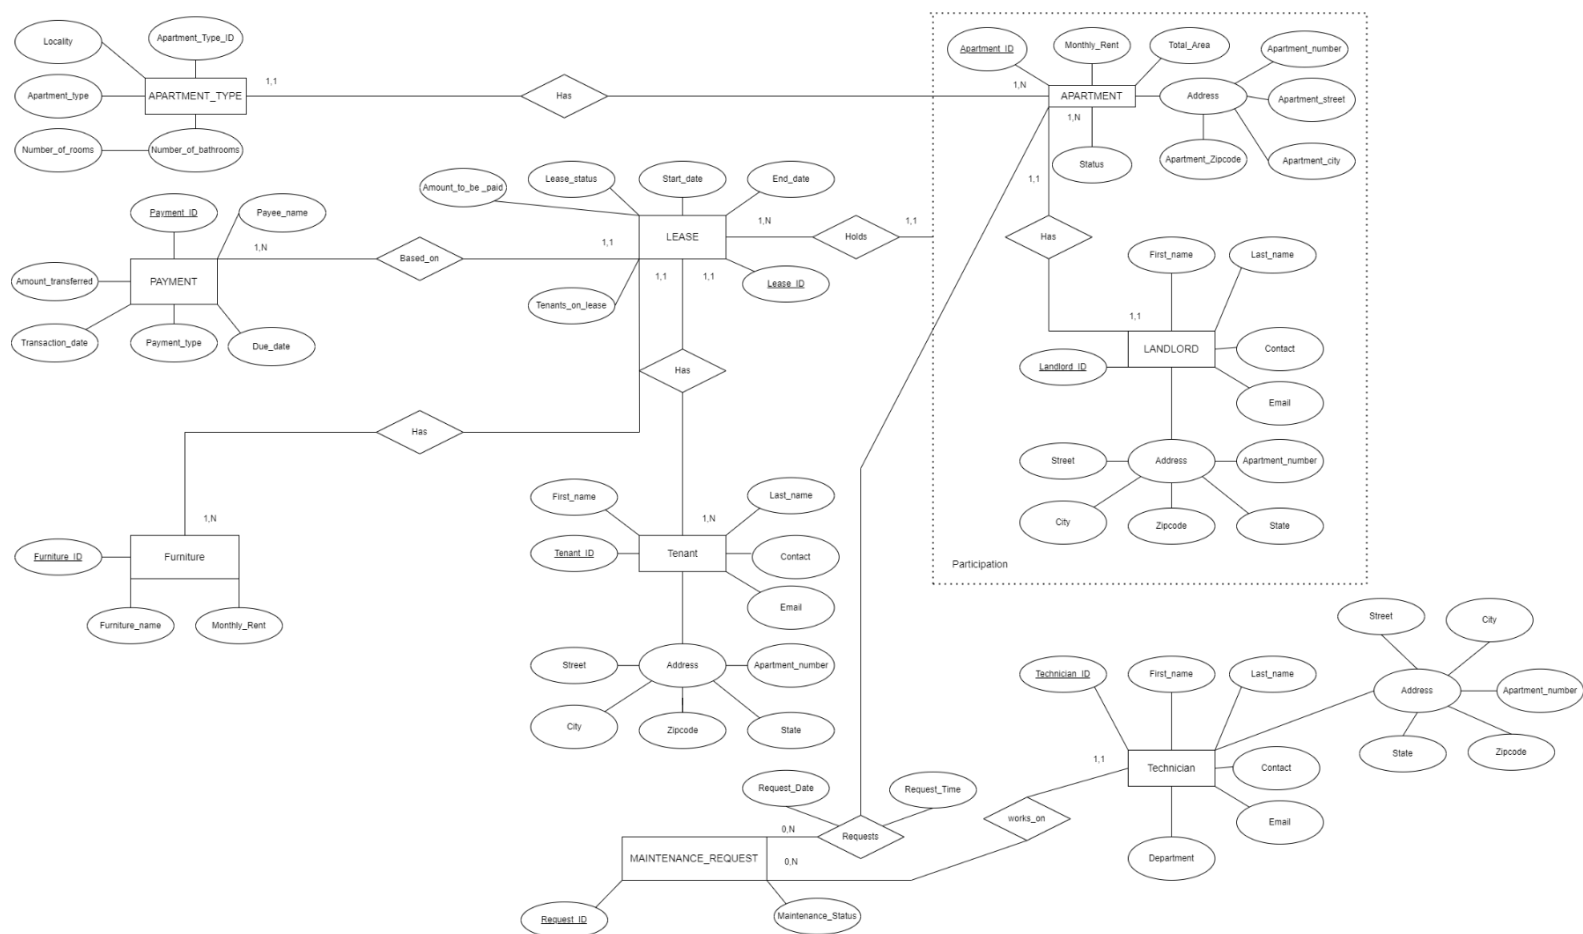 Locality
Apartment_Type_ID
Apartment_type
APARTMENT_TYPE
Number_of_rooms
Number_of_bathrooms
1,1
Has
1,N
Apartment_ID
Monthly_Rent
Total_Area
APARTMENT
Address
Apartment_number
Apartment_street
Apartment_Zipcode
Apartment_city
1,N
Status
1,1
Has
1,1
Payment_ID
Payee_name
1,N
Amount_transferred
PAYMENT
Transaction_date
Payment_type
Due_date
Based_on
Amount_to_be _paid
Lease_status
Start_date
End_date
LEASE
1,N
1,1
1,1
1,1
Lease_ID
Tenants_on_lease
Holds
1,1
First_name
Last_name
LANDLORD
Landlord_ID
Contact
Email
Street
Address
Apartment_number
City
Zipcode
State
Participation
Has
Has
1,N
Furniture_ID
Furniture
Furniture_name
Monthly_Rent
First_name
Last_name
1,N
Tenant_ID
Tenant
Contact
Email
Street
Address
Apartment_number
City
Zipcode
State
Request_Date
Request_Time
0,N
Requests
MAINTENANCE_REQUEST
0,N
Request_ID
Maintenance_Status
works_on
1,1
Technician_ID
First_name
Last_name
Technician
Contact
Email
Department
Street
City
Address
Apartment_number
State
Zipcode